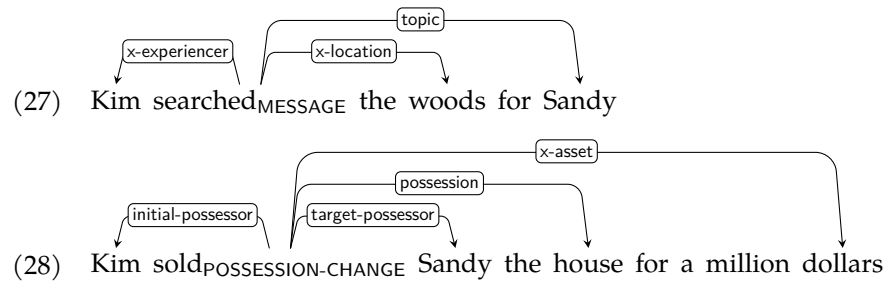 topic
x-experiencer x-location
(27) Kim searchedMESSAGE the woods for Sandy
x-asset
possession
initial-possessor target-possessor
(28) Kim soldPOSSESSION-CHANGE Sandy the house for a million dollars